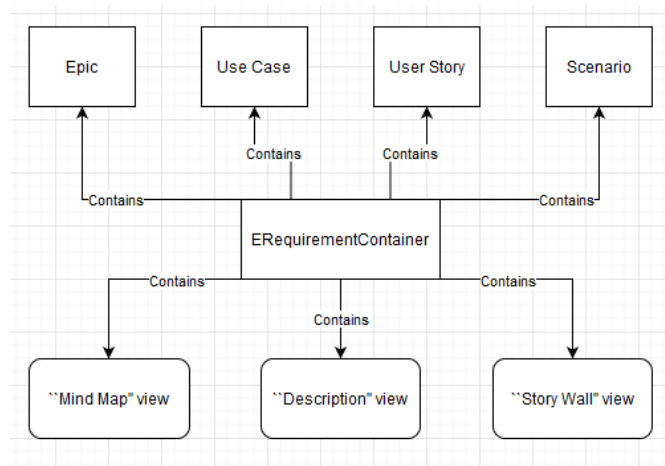 Epic
Use Case
User Story
Scenario
Contains
Contains
Contains
Contains
ERequirementContainer
Contains
Contains
Contains
``Mind Map" view
``Description" view
``Story Wall" view